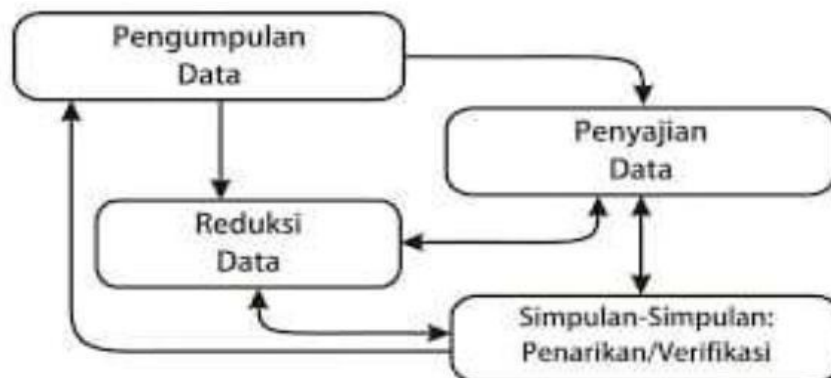 Pengumpulan
Data
Penyajian
Data
Reduksi
Data
Simpulan-Simpulan:
Penarikan/Verifikasi